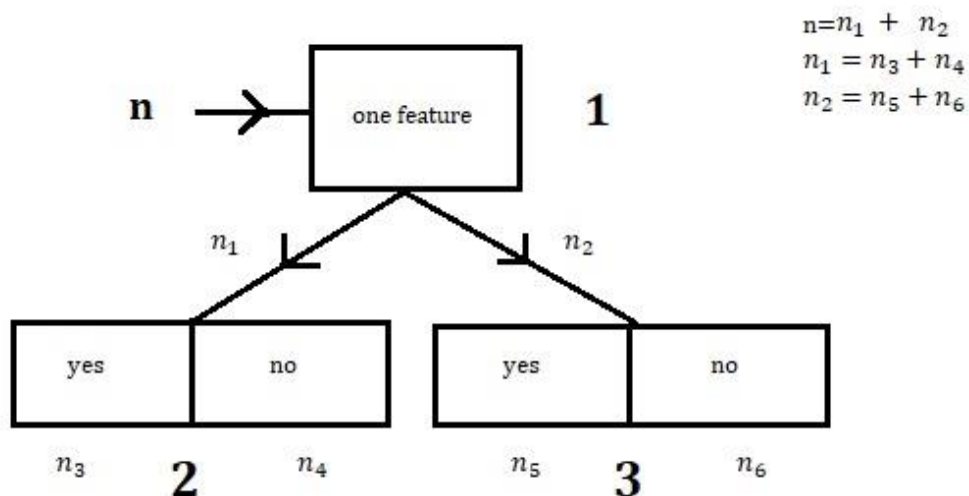 n=n₁ + n₂
n₁ = n₃ + n₄
n₂ = n₅ + n₆
n
one feature
1
n₁
n₂
yes
no
yes
no
n₃
2
n₄
n₅
3
n₆